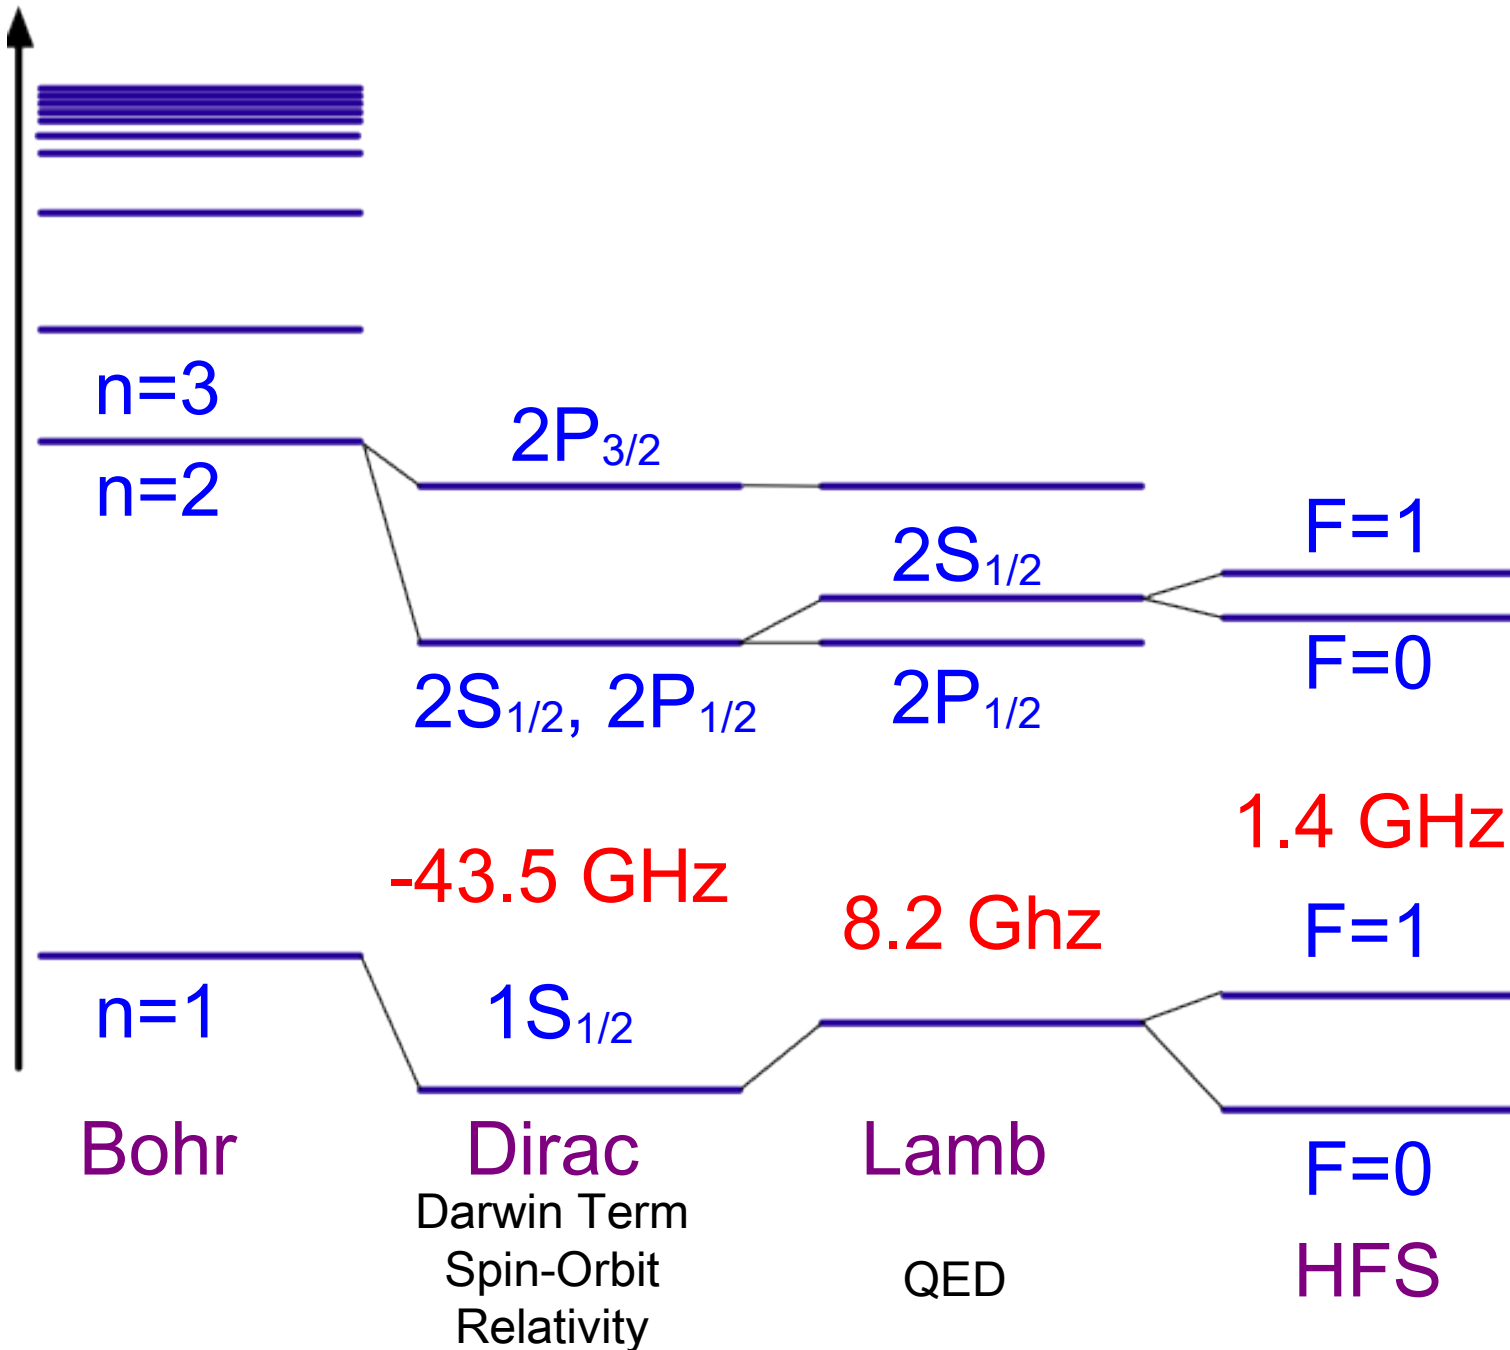 n=3
n=2
n=1
2P3/2
2S1/2, 2P1/2
-43.5 GHz
1S1/2
2S1/2
2P1/2
8.2 Ghz
F=1
F=0
1.4 GHz
F=1
F=0
Bohr
Dirac
Darwin Term
Spin-Orbit
Relativity
Lamb
QED
HFS